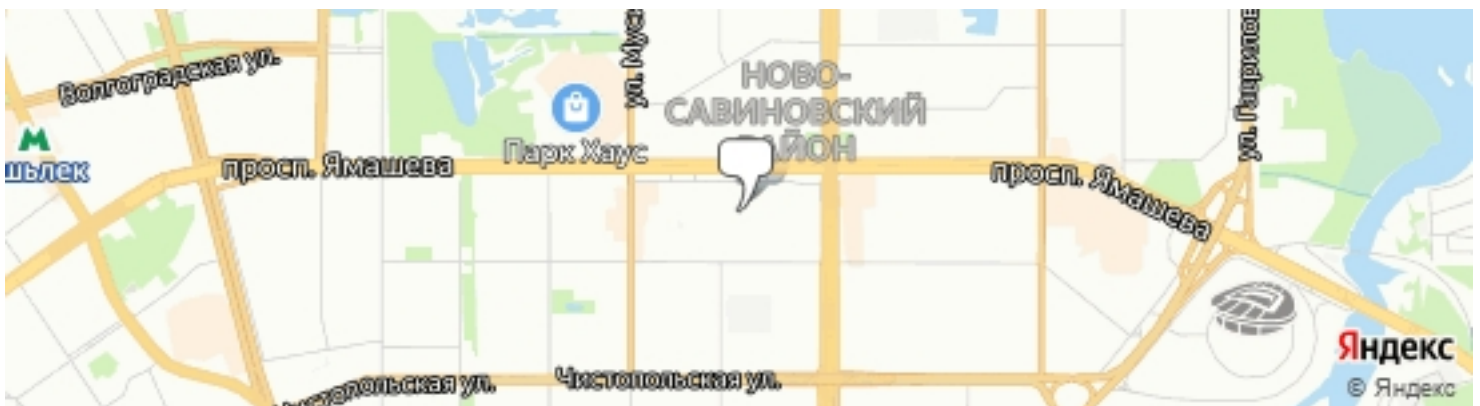 Волгоградская ул.
ул. Муси
НОВО-
САВИНОВСКИЙ
РАЙОН
ул. Гаврилова
М
шьлек
Парк Хаус
просп. Ямашева
просп. Ямашева
Чистопольская ул.
Чистопольская ул.
Яндекс
© Яндекс